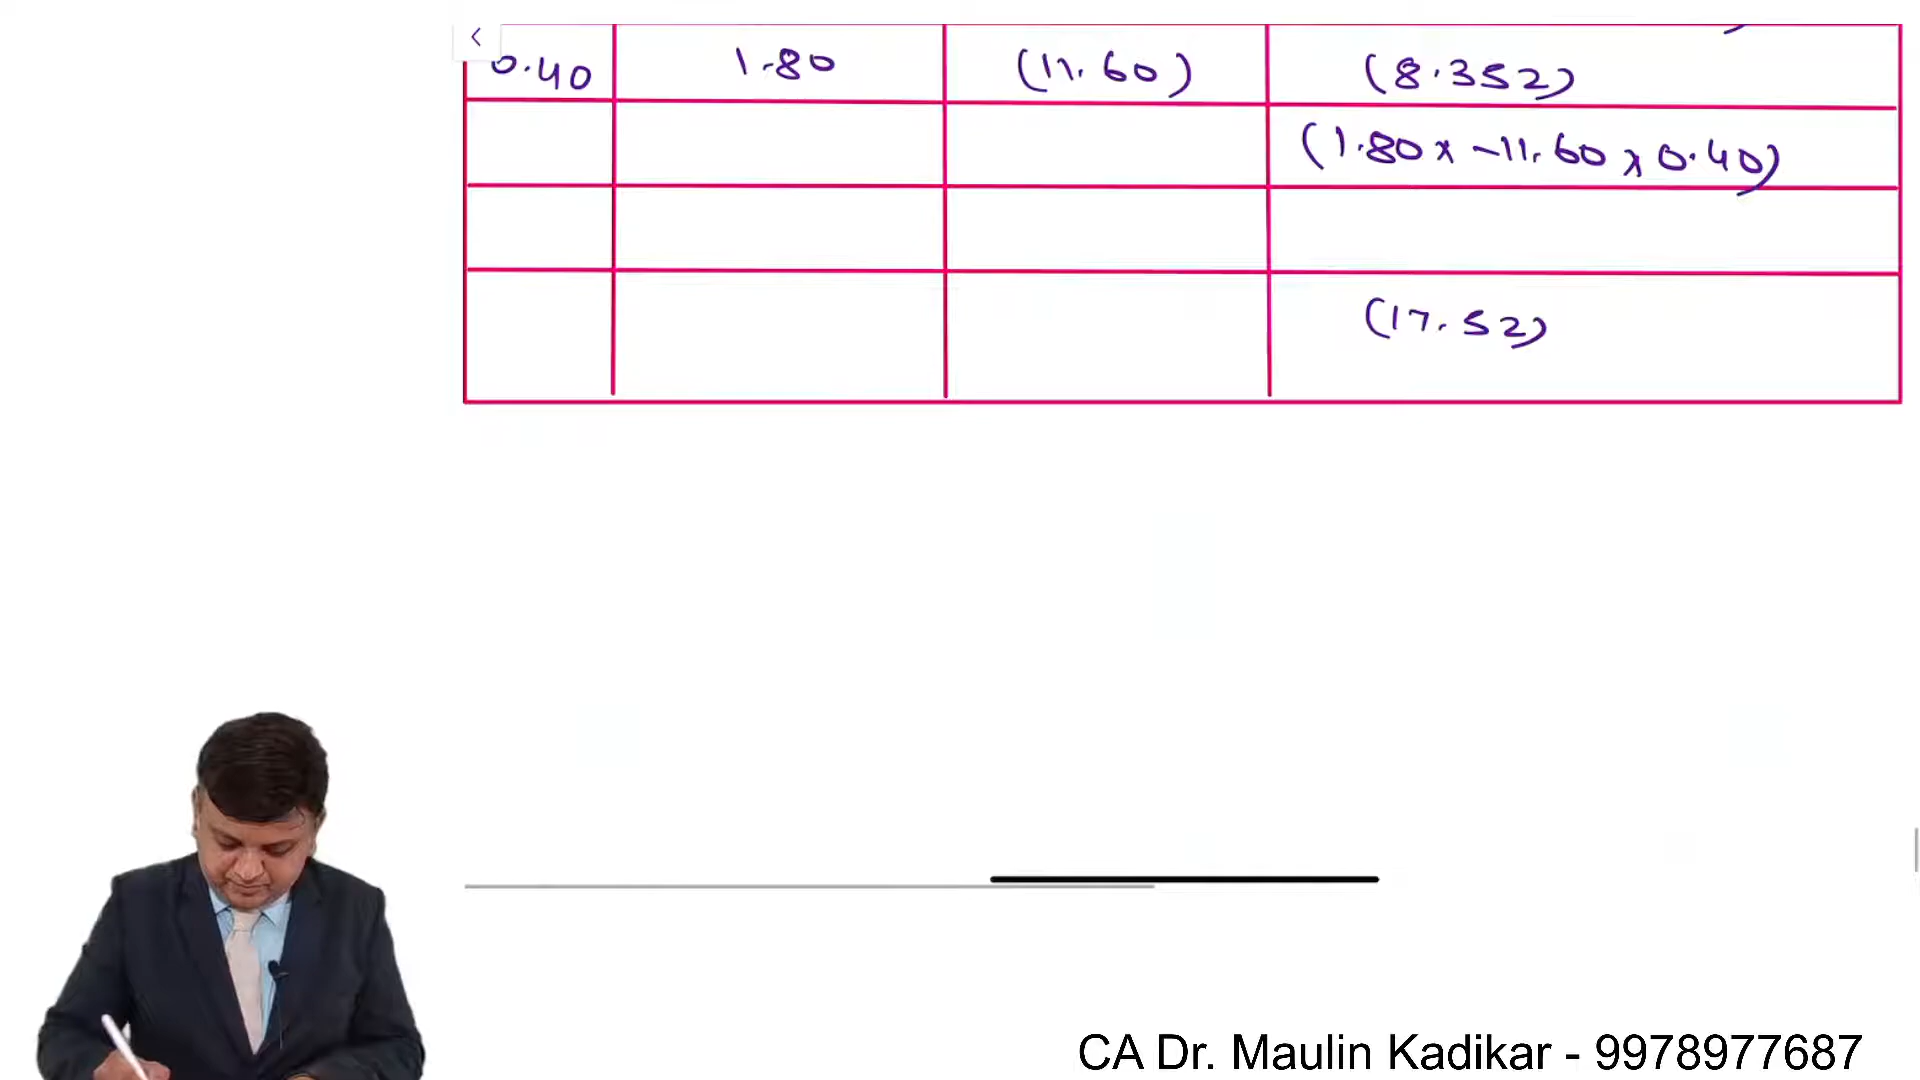 0.40 1.80 (11.60) (8.352)
(1.80 x -11.60 x 0.40)
(17.52)
CA Dr. Maulin Kadikar - 9978977687